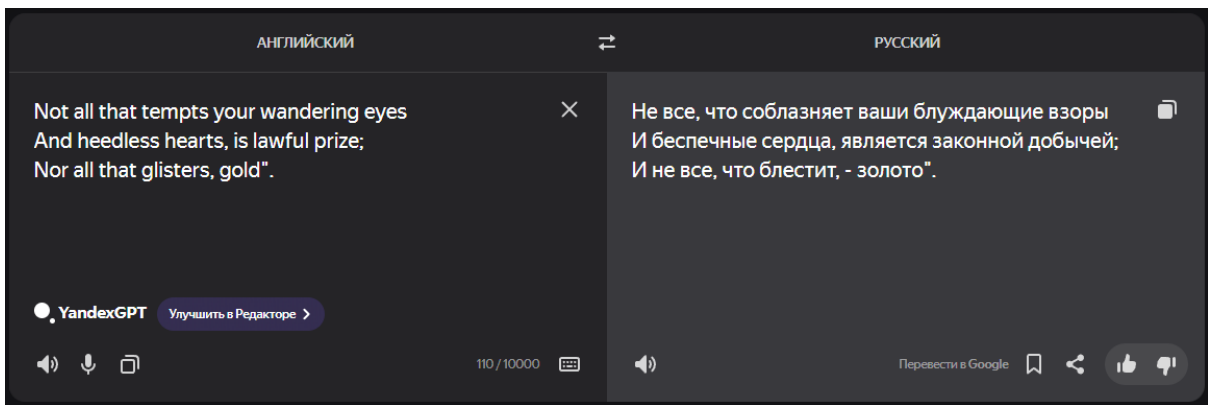 АНГЛИЙСКИЙ
РУССКИЙ
Not all that tempts your wandering eyes
And heedless hearts, is lawful prize;
Nor all that glisters, gold".
Не все, что соблазняет ваши блуждающие взоры
И беспечные сердца, является законной добычей;
И не все, что блестит, - золото".
YandexGPT
Улучшить в Редакторе
110 / 10000
Перевести в Google